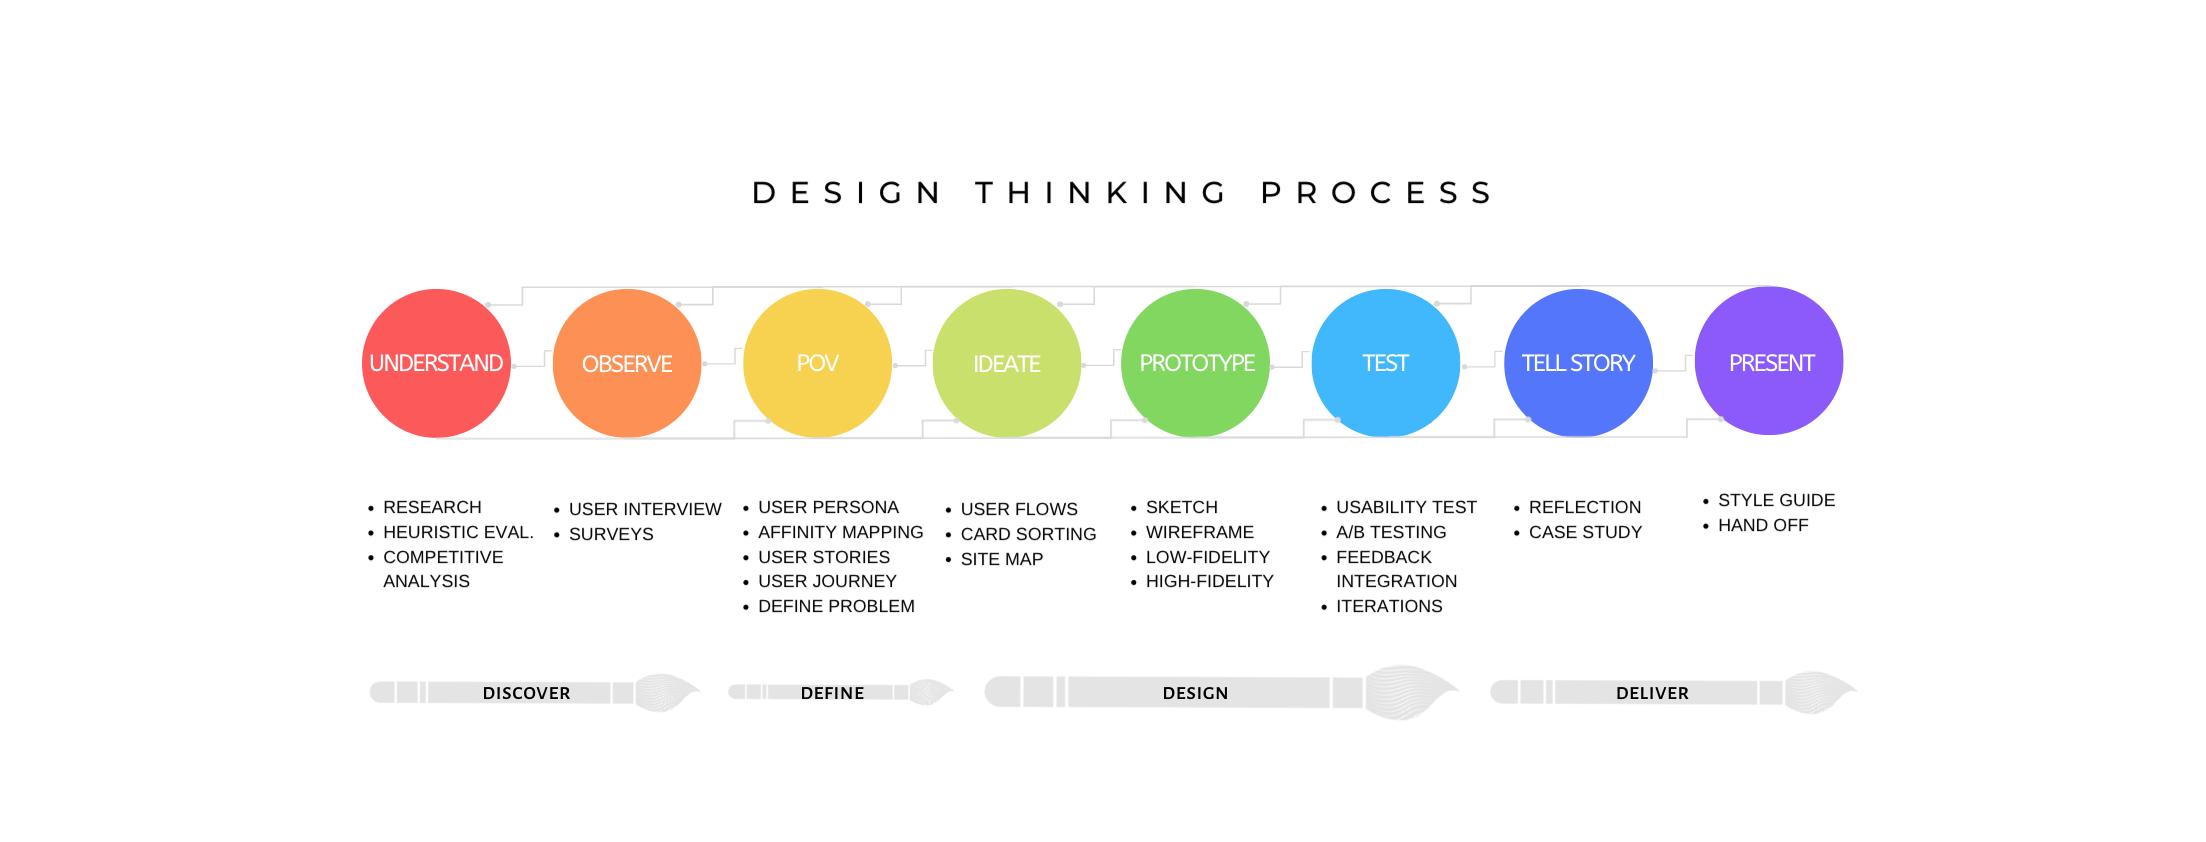 DESIGN THINKING PROCESS
UNDERSTAND
OBSERVE
POV
IDEATE
PROTOTYPE
TEST
TELL STORY
PRESENT
• RESEARCH
• HEURISTIC EVAL.
• COMPETITIVE
ANALYSIS
• USER INTERVIEW
• SURVEYS
• USER PERSONA
• AFFINITY MAPPING
• USER STORIES
• USER JOURNEY
• DEFINE PROBLEM
• USER FLOWS
• CARD SORTING
• SITE MAP
• SKETCH
• WIREFRAME
• LOW-FIDELITY
• HIGH-FIDELITY
• USABILITY TEST
• A/B TESTING
• FEEDBACK
INTEGRATION
• ITERATIONS
• REFLECTION
• CASE STUDY
• STYLE GUIDE
• HAND OFF
DISCOVER
DEFINE
DESIGN
DELIVER